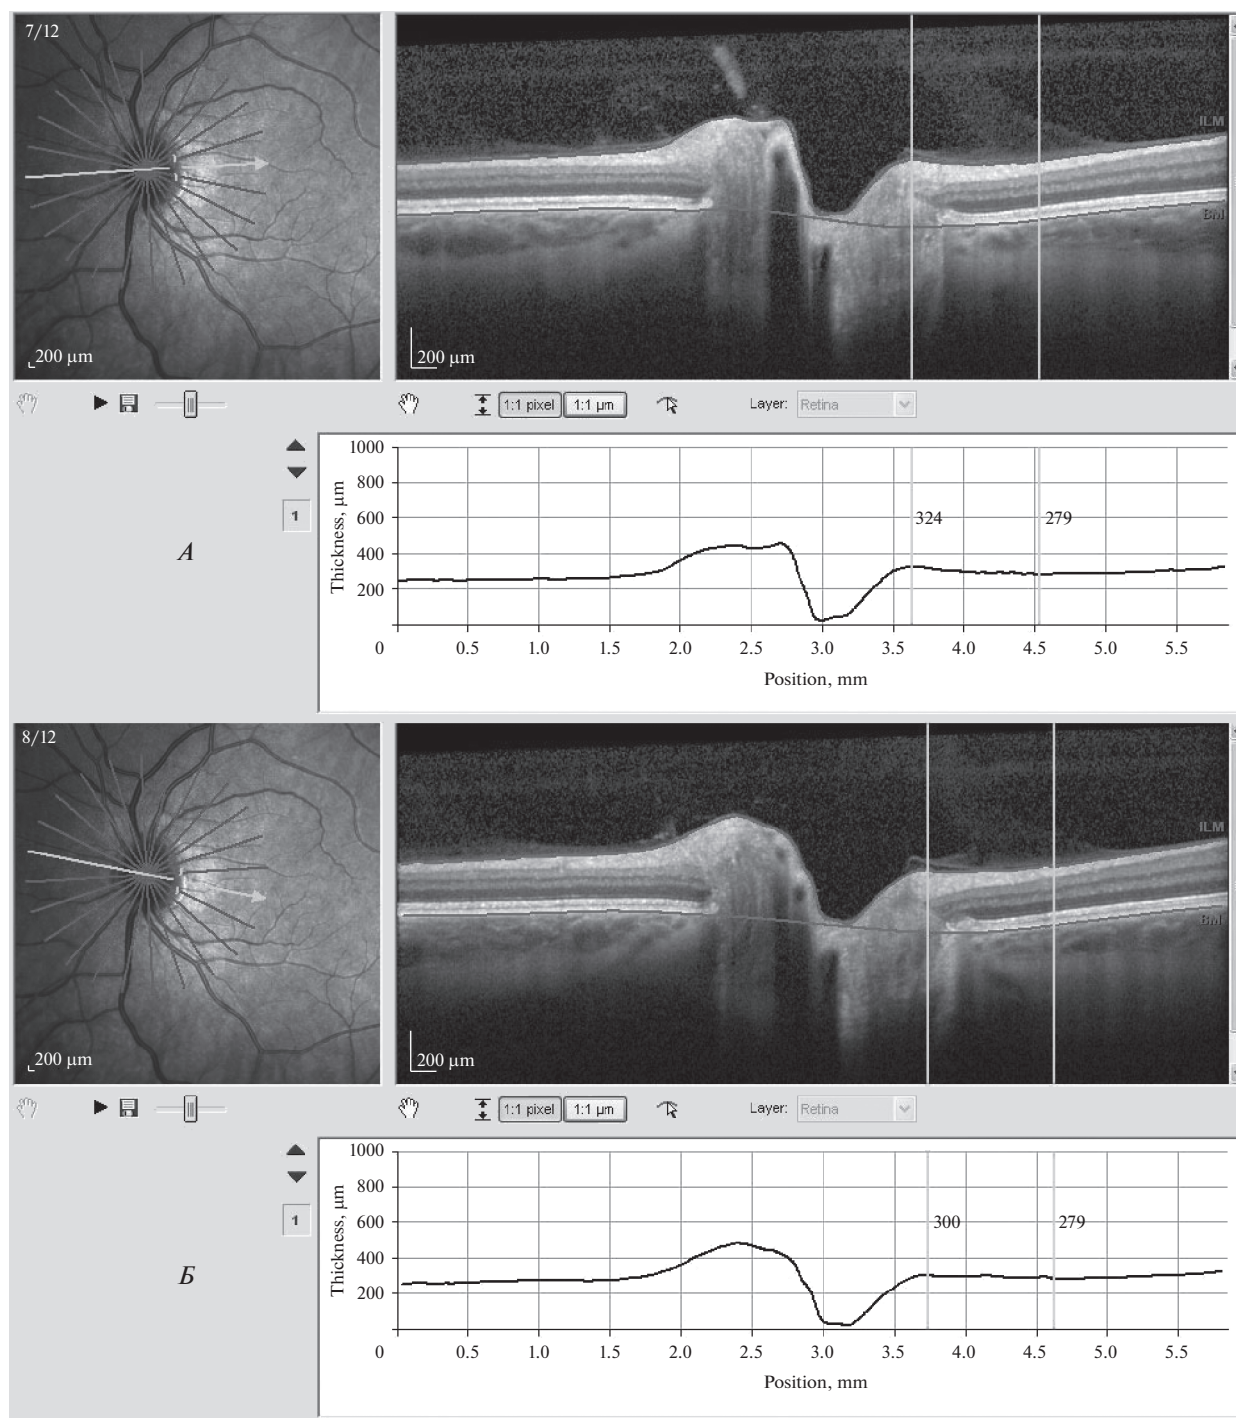 7/12
ILM
BM
200 µm
200 µm
1:1 pixel
1:1 µm
Layer:
Retina
1
А
Thickness, µm
1000
800
600
400
200
324
279
0
0.5
1.0
1.5
2.0
2.5
3.0
3.5
4.0
4.5
5.0
5.5
Position, mm
8/12
ILM
BM
200 µm
200 µm
1:1 pixel
1:1 µm
Layer:
Retina
1
Б
Thickness, µm
1000
800
600
400
200
300
279
0
0.5
1.0
1.5
2.0
2.5
3.0
3.5
4.0
4.5
5.0
5.5
Position, mm